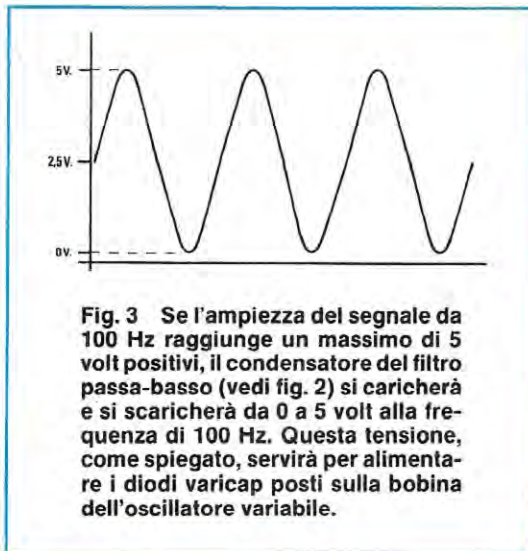 5V.
2,5V.
0V.
Fig. 3 Se l'ampiezza del segnale da
100 Hz raggiunge un massimo di 5
volt positivi, il condensatore del filtro
passa-basso (vedi fig. 2) si caricherà
e si scaricherà da 0 a 5 volt alla fre-
quenza di 100 Hz. Questa tensione,
come spiegato, servirà per alimenta-
re i diodi varicap posti sulla bobina
dell'oscillatore variabile.